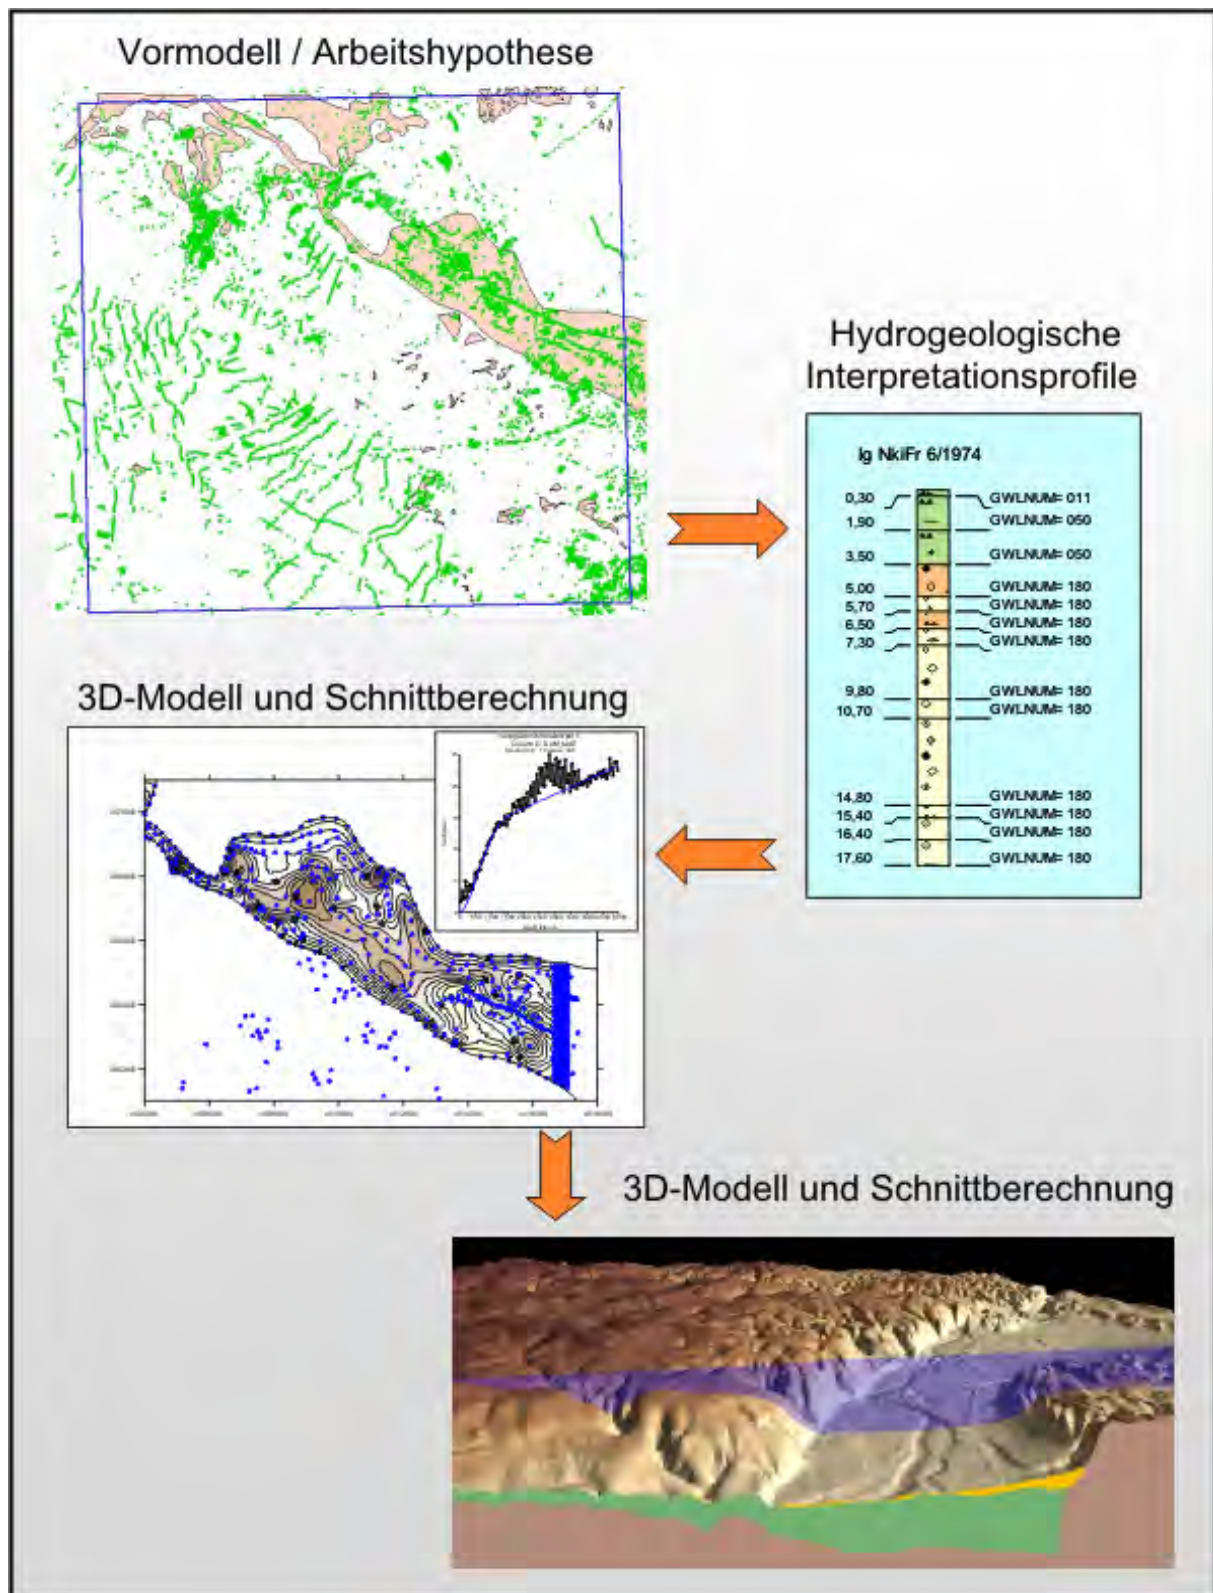 Vormodell / Arbeitshypothese
Hydrogeologische
Interpretationsprofile
Ig NkiFr 6/1974
0,30 GWLNUM= 011
1,90 GWLNUM= 050
3,50 GWLNUM= 050
5,00 GWLNUM= 180
5,70 GWLNUM= 180
6,50 GWLNUM= 180
7,30 GWLNUM= 180
9,80 GWLNUM= 180
10,70 GWLNUM= 180
14,80 GWLNUM= 180
15,40 GWLNUM= 180
16,40 GWLNUM= 180
17,60 GWLNUM= 180
3D-Modell und Schnittberechnung
3D-Modell und Schnittberechnung